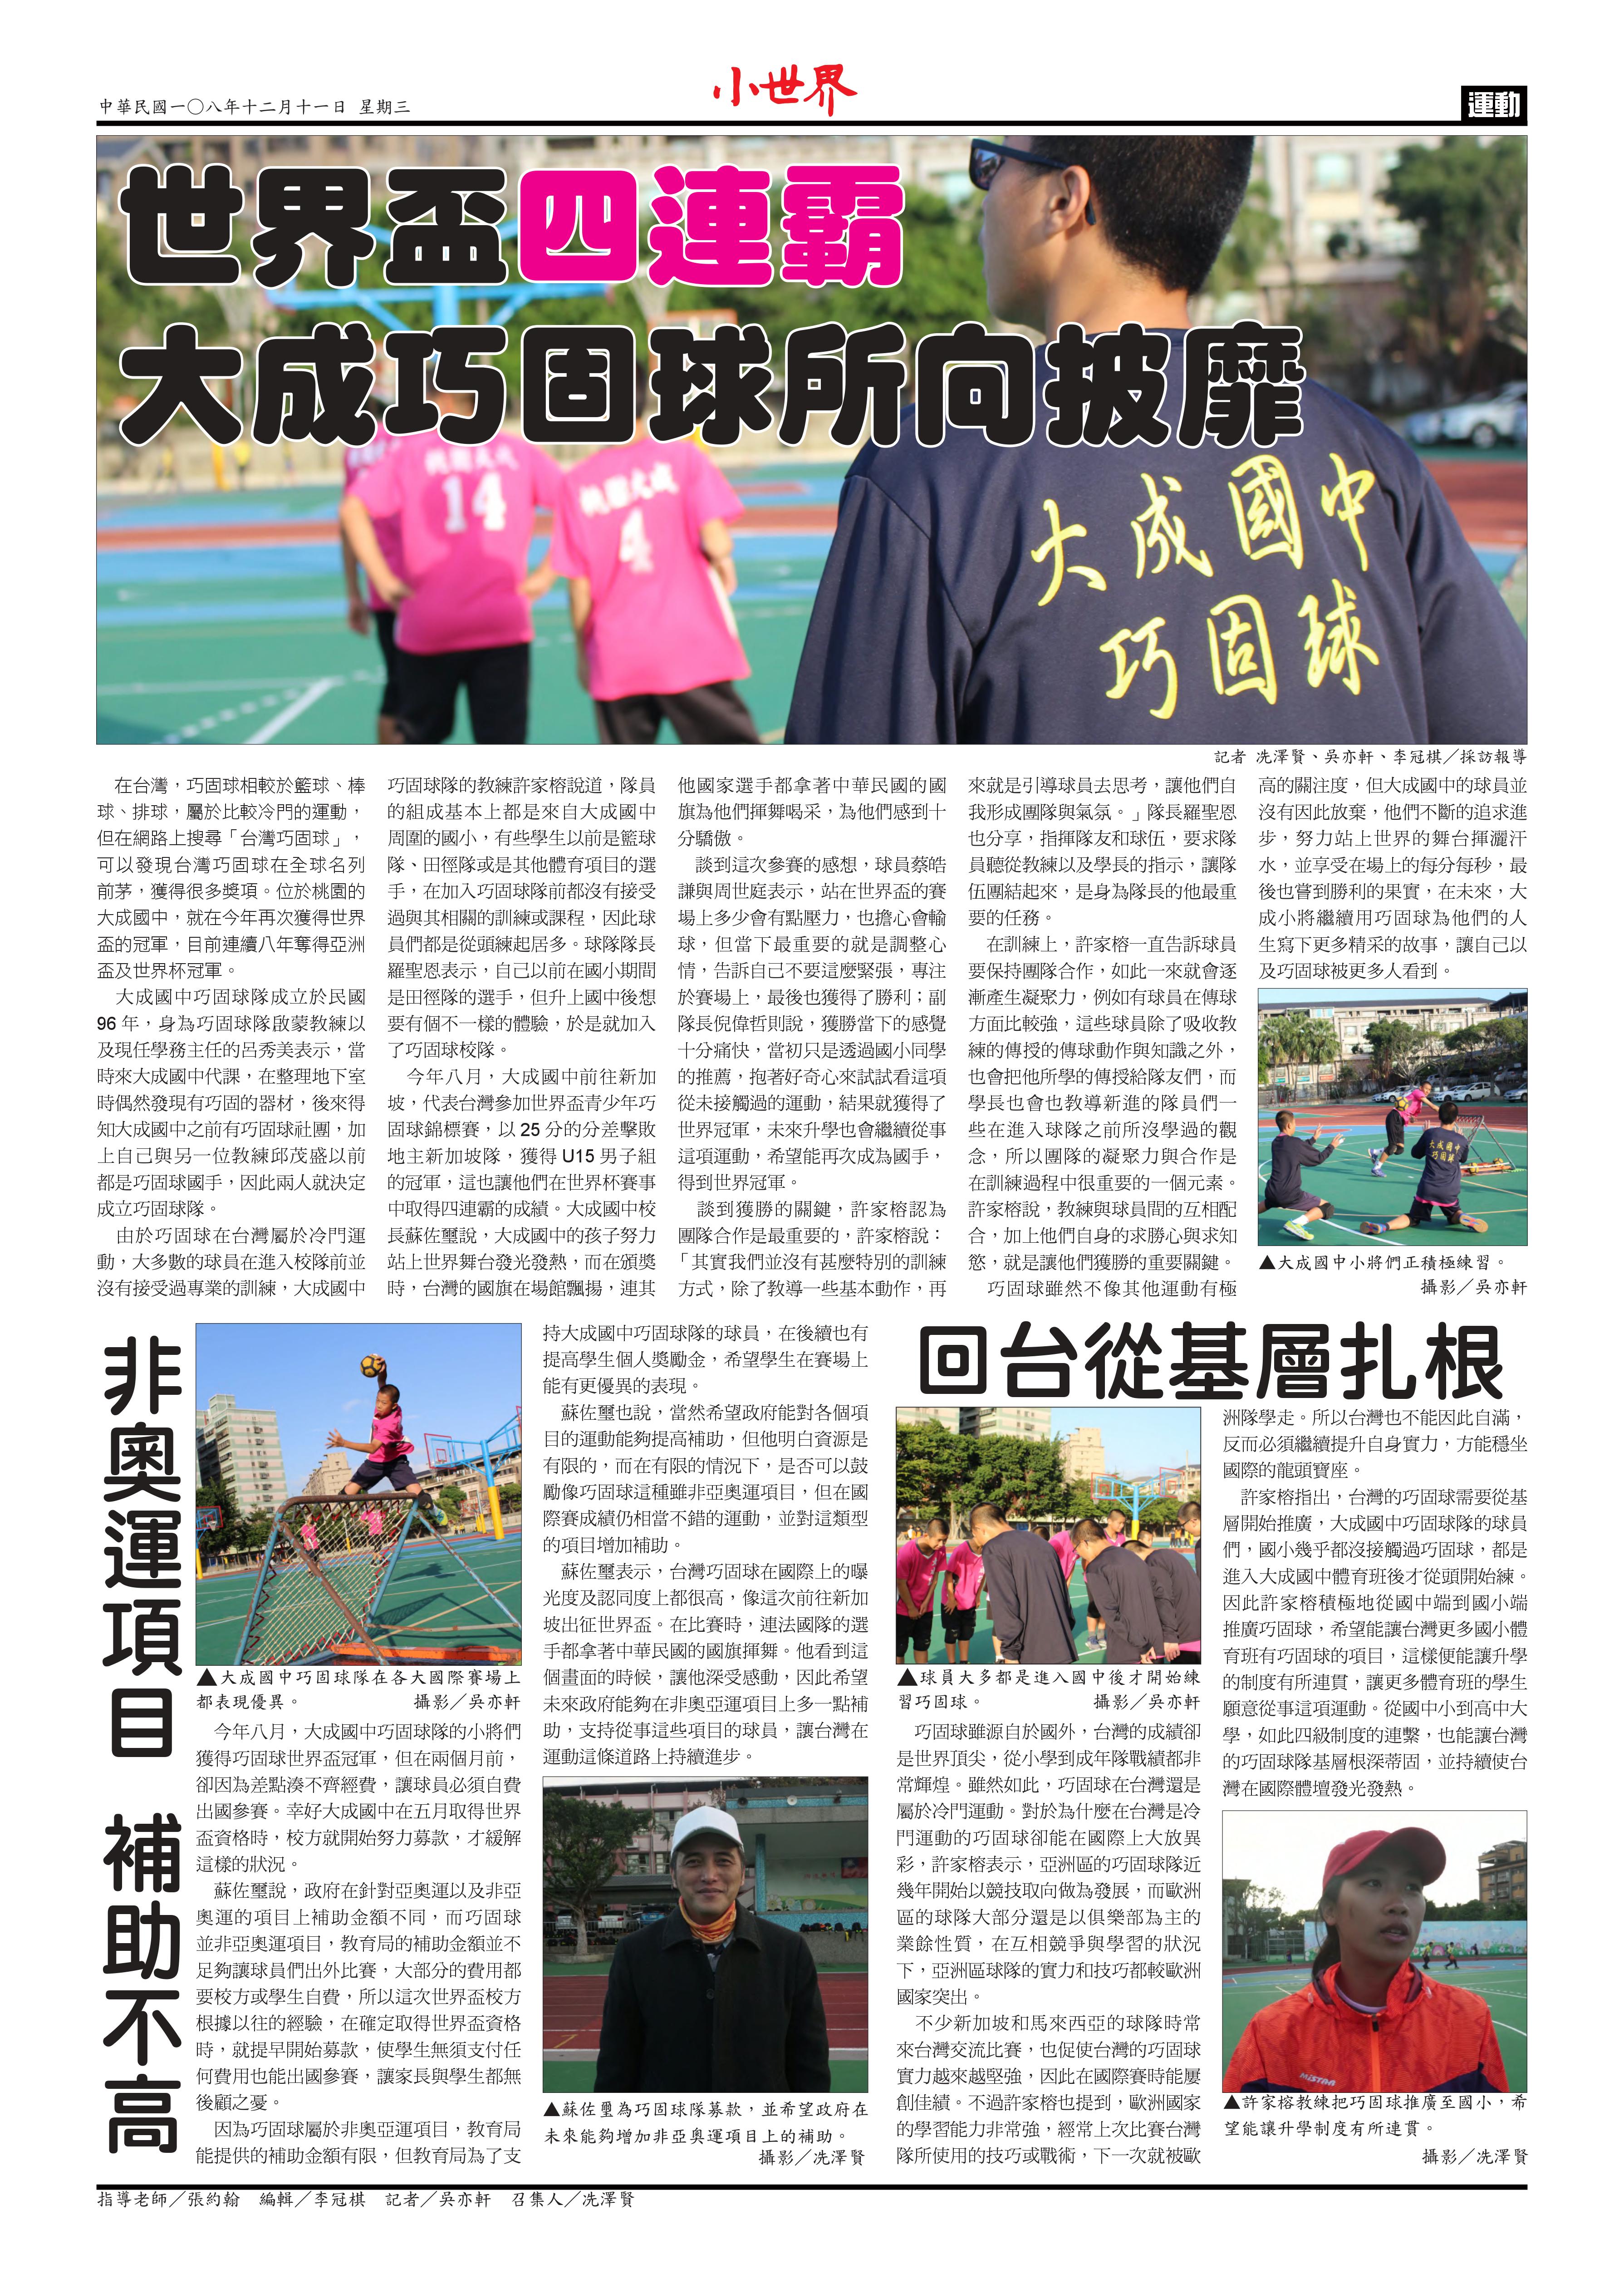 中華民國一〇八年十二月十一日 星期三
小世界
運動
世界盃四連霸
大成巧固球所向披靡
桃園大成
14
桃園大成
4
大成國中
巧固球
記者 冼澤賢、吳亦軒、李冠棋／採訪報導
在台灣，巧固球相較於籃球、棒
球、排球，屬於比較冷門的運動，
但在網路上搜尋「台灣巧固球」，
可以發現台灣巧固球在全球名列
前茅，獲得很多獎項。位於桃園的
大成國中，就在今年再次獲得世界
盃的冠軍，目前連續八年奪得亞洲
盃及世界杯冠軍。
大成國中巧固球隊成立於民國
96 年，身為巧固球隊啟蒙教練以
及現任學務主任的呂秀美表示，當
時來大成國中代課，在整理地下室
時偶然發現有巧固的器材，後來得
知大成國中之前有巧固球社團，加
上自己與另一位教練邱茂盛以前
都是巧固球國手，因此兩人就決定
成立巧固球隊。
由於巧固球在台灣屬於冷門運
動，大多數的球員在進入校隊前並
沒有接受過專業的訓練，大成國中
巧固球隊的教練許家榕說道，隊員
的組成基本上都是來自大成國中
周圍的國小，有些學生以前是籃球
隊、田徑隊或是其他體育項目的選
手，在加入巧固球隊前都沒有接受
過與其相關的訓練或課程，因此球
員們都是從頭練起居多。球隊隊長
羅聖恩表示，自己以前在國小期間
是田徑隊的選手，但升上國中後想
要有個不一樣的體驗，於是就加入
了巧固球校隊。
今年八月，大成國中前往新加
坡，代表台灣參加世界盃青少年巧
固球錦標賽，以 25 分的分差擊敗
地主新加坡隊，獲得 U15 男子組
的冠軍，這也讓他們在世界杯賽事
中取得四連霸的成績。大成國中校
長蘇佐璽說，大成國中的孩子努力
站上世界舞台發光發熱，而在頒獎
時，台灣的國旗在場館飄揚，連其
他國家選手都拿著中華民國的國
旗為他們揮舞喝采，為他們感到十
分驕傲。
談到這次參賽的感想，球員蔡皓
謙與周世庭表示，站在世界盃的賽
場上多少會有點壓力，也擔心會輸
球，但當下最重要的就是調整心
情，告訴自己不要這麼緊張，專注
於賽場上，最後也獲得了勝利；副
隊長倪偉哲則說，獲勝當下的感覺
十分痛快，當初只是透過國小同學
的推薦，抱著好奇心來試試看這項
從未接觸過的運動，結果就獲得了
世界冠軍，未來升學也會繼續從事
這項運動，希望能再次成為國手，
得到世界冠軍。
談到獲勝的關鍵，許家榕認為
團隊合作是最重要的，許家榕說：
「其實我們並沒有甚麼特別的訓練
方式，除了教導一些基本動作，再
來就是引導球員去思考，讓他們自
我形成團隊與氣氛。」隊長羅聖恩
也分享，指揮隊友和球伍，要求隊
員聽從教練以及學長的指示，讓隊
伍團結起來，是身為隊長的他最重
要的任務。
在訓練上，許家榕一直告訴球員
要保持團隊合作，如此一來就會逐
漸產生凝聚力，例如有球員在傳球
方面比較強，這些球員除了吸收教
練的傳授的傳球動作與知識之外，
也會把他所學的傳授給隊友們，而
學長也會也教導新進的隊員們一
些在進入球隊之前所沒學過的觀
念，所以團隊的凝聚力與合作是
在訓練過程中很重要的一個元素。
許家榕說，教練與球員間的互相配
合，加上他們自身的求勝心與求知
慾，就是讓他們獲勝的重要關鍵。
巧固球雖然不像其他運動有極
高的關注度，但大成國中的球員並
沒有因此放棄，他們不斷的追求進
步，努力站上世界的舞台揮灑汗
水，並享受在場上的每分每秒，最
後也嘗到勝利的果實，在未來，大
成小將繼續用巧固球為他們的人
生寫下更多精采的故事，讓自己以
及巧固球被更多人看到。
大成國中
巧固球
▲大成國中小將們正積極練習。
攝影／吳亦軒
非奧運項目 補助不高
▲大成國中巧固球隊在各大國際賽場上
都表現優異。 攝影／吳亦軒
今年八月，大成國中巧固球隊的小將們
獲得巧固球世界盃冠軍，但在兩個月前，
卻因為差點湊不齊經費，讓球員必須自費
出國參賽。幸好大成國中在五月取得世界
盃資格時，校方就開始努力募款，才緩解
這樣的狀況。
蘇佐璽說，政府在針對亞奧運以及非亞
奧運的項目上補助金額不同，而巧固球
並非亞奧運項目，教育局的補助金額並不
足夠讓球員們出外比賽，大部分的費用都
要校方或學生自費，所以這次世界盃校方
根據以往的經驗，在確定取得世界盃資格
時，就提早開始募款，使學生無須支付任
何費用也能出國參賽，讓家長與學生都無
後顧之憂。
因為巧固球屬於非奧亞運項目，教育局
能提供的補助金額有限，但教育局為了支
持大成國中巧固球隊的球員，在後續也有
提高學生個人獎勵金，希望學生在賽場上
能有更優異的表現。
蘇佐璽也說，當然希望政府能對各個項
目的運動能夠提高補助，但他明白資源是
有限的，而在有限的情況下，是否可以鼓
勵像巧固球這種雖非亞奧運項目，但在國
際賽成績仍相當不錯的運動，並對這類型
的項目增加補助。
蘇佐璽表示，台灣巧固球在國際上的曝
光度及認同度上都很高，像這次前往新加
坡出征世界盃。在比賽時，連法國隊的選
手都拿著中華民國的國旗揮舞。他看到這
個畫面的時候，讓他深受感動，因此希望
未來政府能夠在非奧亞運項目上多一點補
助，支持從事這些項目的球員，讓台灣在
運動這條道路上持續進步。
▲蘇佐璽為巧固球隊募款，並希望政府在
未來能夠增加非亞奧運項目上的補助。
攝影／冼澤賢
回台從基層扎根
▲球員大多都是進入國中後才開始練
習巧固球。 攝影／吳亦軒
巧固球雖源自於國外，台灣的成績卻
是世界頂尖，從小學到成年隊戰績都非
常輝煌。雖然如此，巧固球在台灣還是
屬於冷門運動。對於為什麼在台灣是冷
門運動的巧固球卻能在國際上大放異
彩，許家榕表示，亞洲區的巧固球隊近
幾年開始以競技取向做為發展，而歐洲
區的球隊大部分還是以俱樂部為主的
業餘性質，在互相競爭與學習的狀況
下，亞洲區球隊的實力和技巧都較歐洲
國家突出。
不少新加坡和馬來西亞的球隊時常
來台灣交流比賽，也促使台灣的巧固球
實力越來越堅強，因此在國際賽時能屢
創佳績。不過許家榕也提到，歐洲國家
的學習能力非常強，經常上次比賽台灣
隊所使用的技巧或戰術，下一次就被歐
洲隊學走。所以台灣也不能因此自滿，
反而必須繼續提升自身實力，方能穩坐
國際的龍頭寶座。
許家榕指出，台灣的巧固球需要從基
層開始推廣，大成國中巧固球隊的球員
們，國小幾乎都沒接觸過巧固球，都是
進入大成國中體育班後才從頭開始練。
因此許家榕積極地從國中端到國小端
推廣巧固球，希望能讓台灣更多國小體
育班有巧固球的項目，這樣便能讓升學
的制度有所連貫，讓更多體育班的學生
願意從事這項運動。從國中小到高中大
學，如此四級制度的連繫，也能讓台灣
的巧固球隊基層根深蒂固，並持續使台
灣在國際體壇發光發熱。
MISTRAL
▲許家榕教練把巧固球推廣至國小，希
望能讓升學制度有所連貫。
攝影／冼澤賢
指導老師／張約翰 編輯／李冠棋 記者／吳亦軒 召集人／冼澤賢